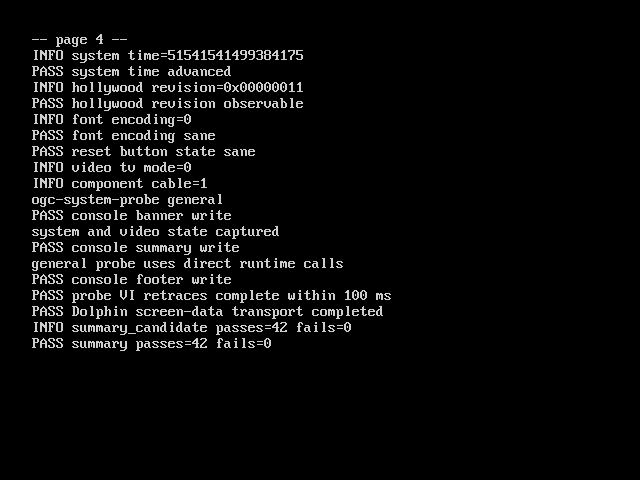 -- page 4 --
INFO system time=51541541499384175
PASS system time advanced
INFO hollywood revision=0x00000011
PASS hollywood revision observable
INFO font encoding=0
PASS font encoding sane
PASS reset button state sane
INFO video tv mode=0
INFO component cable=1
ogc-system-probe general
PASS console banner write
system and video state captured
PASS console summary write
general probe uses direct runtime calls
PASS console footer write
PASS probe VI retraces complete within 100 ms
PASS Dolphin screen-data transport completed
INFO summary_candidate passes=42 fails=0
PASS summary passes=42 fails=0